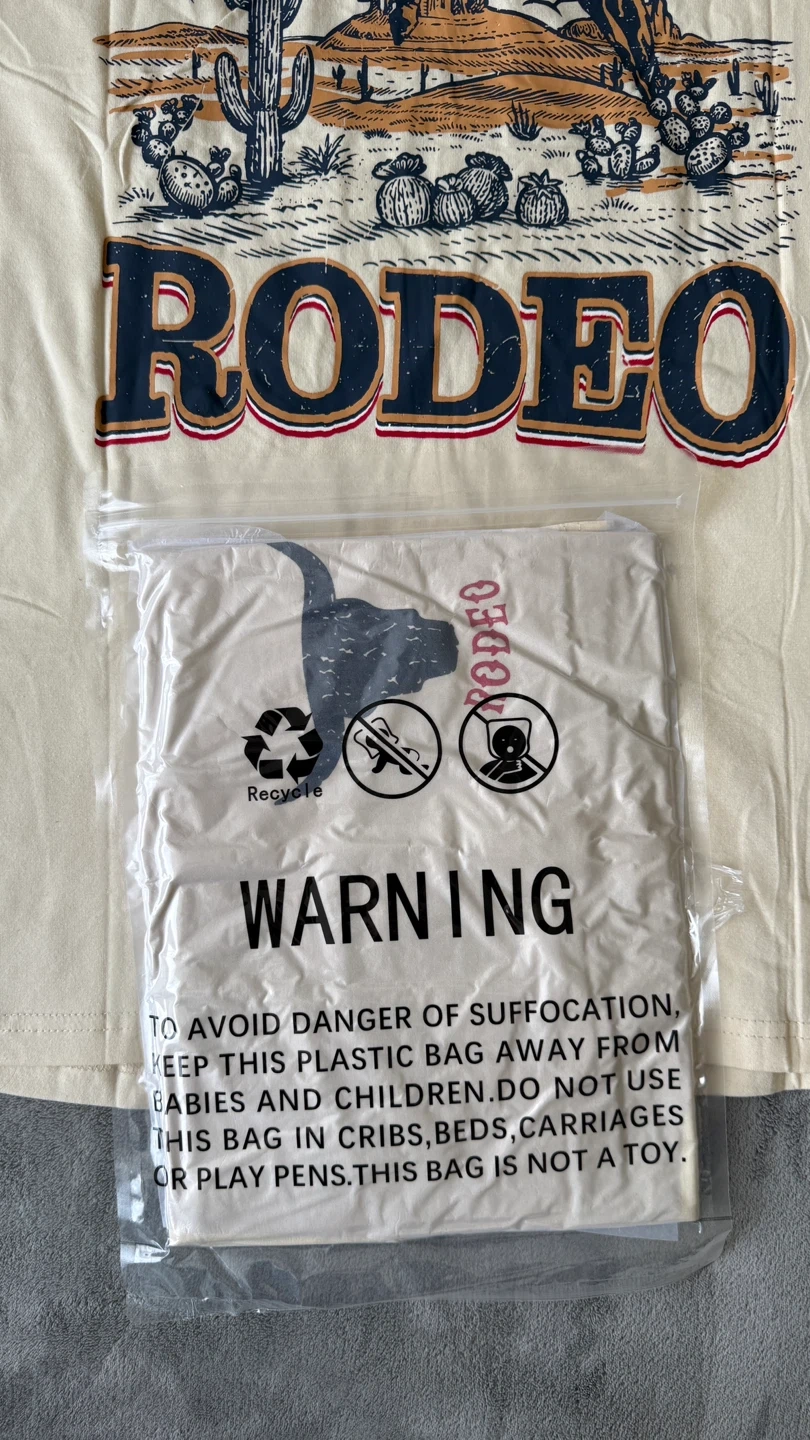 RODEO
RODEO
Recycle
WARNING
TO AVOID DANGER OF SUFFOCATION,
KEEP THIS PLASTIC BAG AWAY FROM
BABIES AND CHILDREN.DO NOT USE
THIS BAG IN CRIBS,BEDS,CARRIAGES
OR PLAY PENS.THIS BAG IS NOT A TOY.